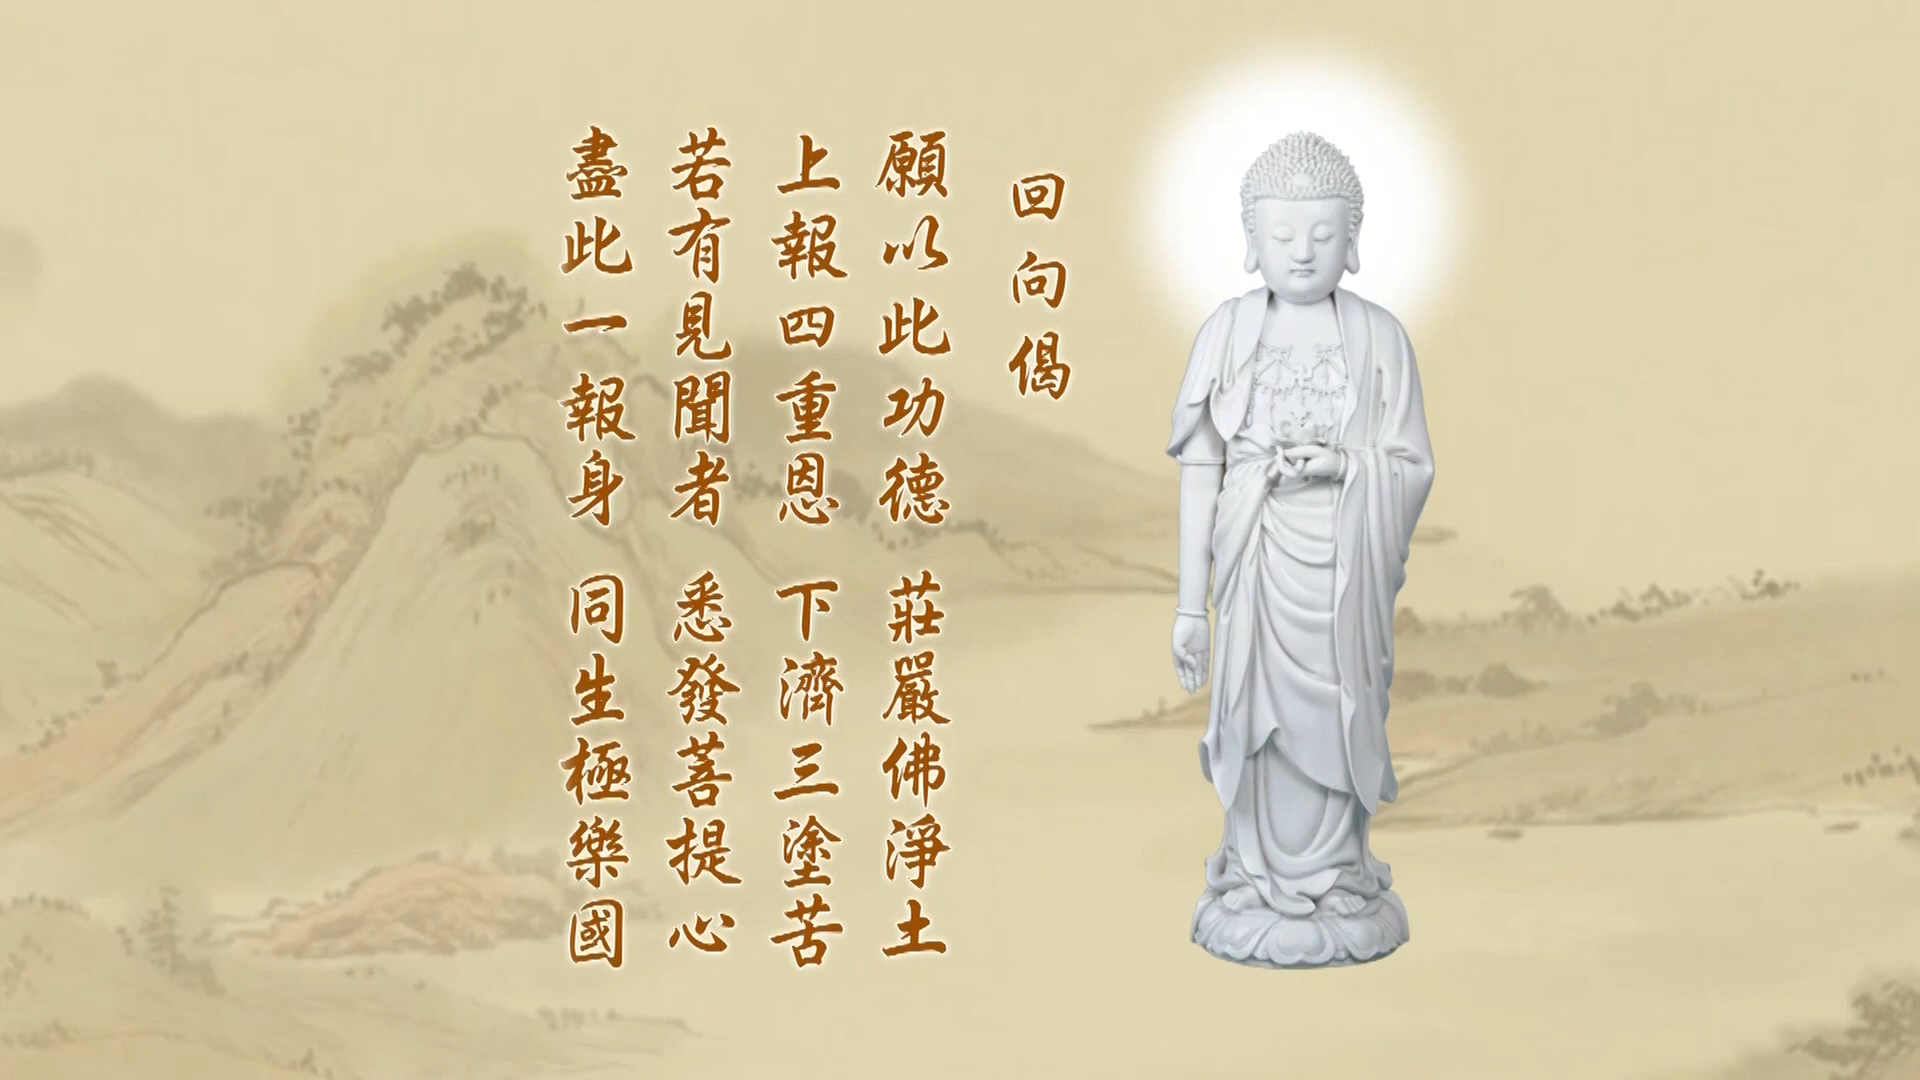 回向偈
願以此功德 莊嚴佛淨土
上報四重恩 下濟三塗苦
若有見聞者 悉發菩提心
盡此一報身 同生極樂國